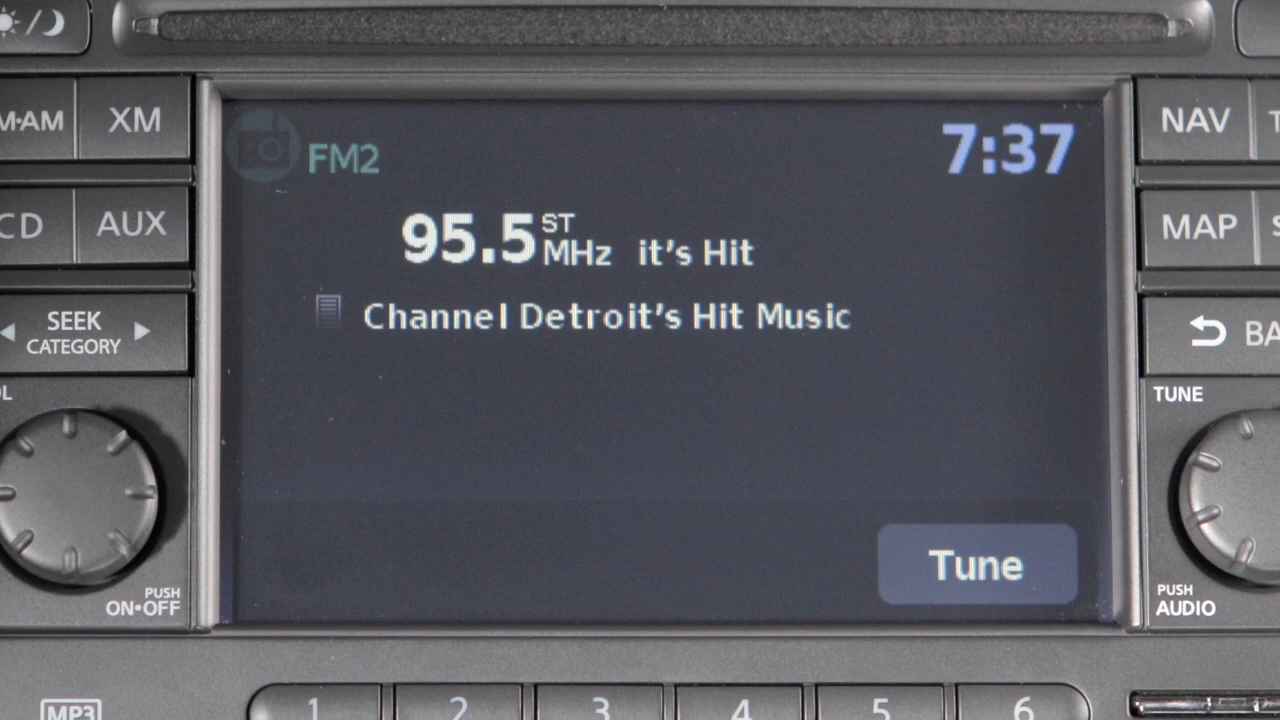 M·AM
XM
NAV
FM2
7:37
CD
AUX
95.5 ST MHz it's Hit
MAP
Channel Detroit's Hit Music
SEEK
CATEGORY
BA
TUNE
Tune
PUSH
ON•OFF
PUSH
AUDIO
MP3
1 2 3 4 5 6